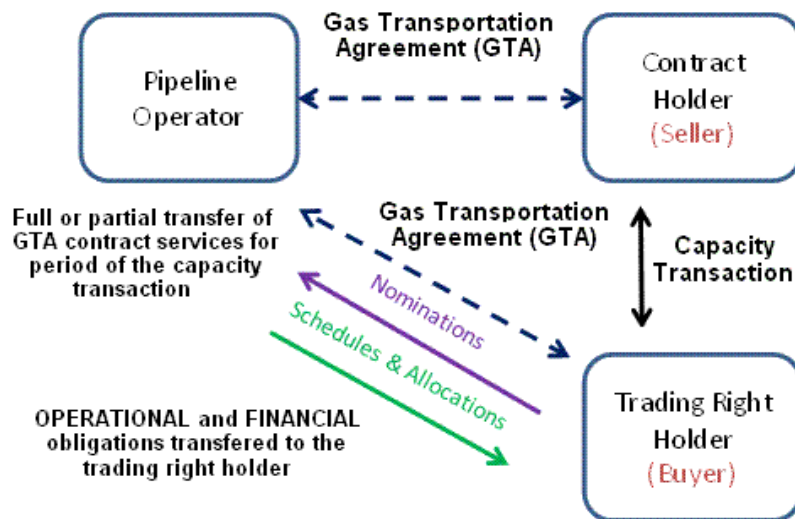 Gas Transportation
Agreement (GTA)
Pipeline
Operator
Contract
Holder
(Seller)
Full or partial transfer of
GTA contract services for
period of the capacity
transaction
Gas Transportation
Agreement (GTA)
Capacity
Transaction
Nominations
Schedules & Allocations
OPERATIONAL and FINANCIAL
obligations transfered to the
trading right holder
Trading Right
Holder
(Buyer)